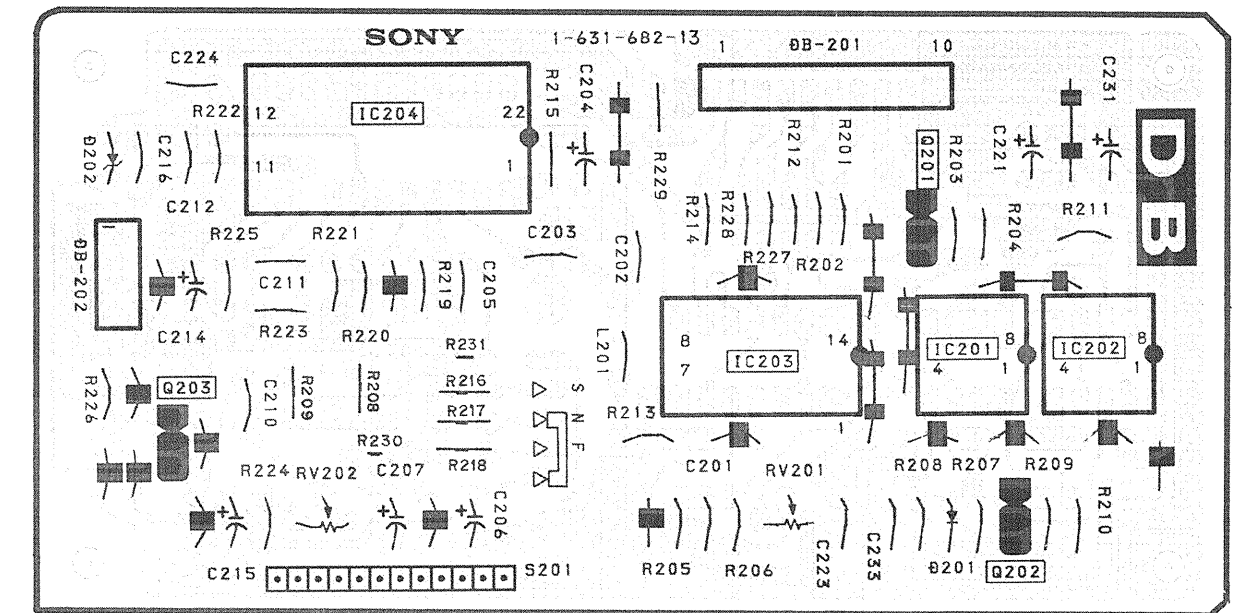 SONY 1-631-682-13 1 DB-201 10
C224
R222 12 IC204 22 R215 C204 C231
D202 C216 11 1 R229 R212 R201 Q201 R203 C221 DB
C212
R225 R221 C203 C202 R214 R228 R227 R202 R204 R211
DB-202 1
C211 R219 C205
C214 R223 R220 L201 8 14 IC201 8 IC202 8
R231 7 IC203 4 1 4 1
R226 Q203 C210 R209 R208 R216 S
R217 N R213 1
R230 F
R224 RV202 C207 R218 C201 RV201 R208 R207 R209
C206 R210
C215 S201 R205 R206 C223 C233 D201 Q202